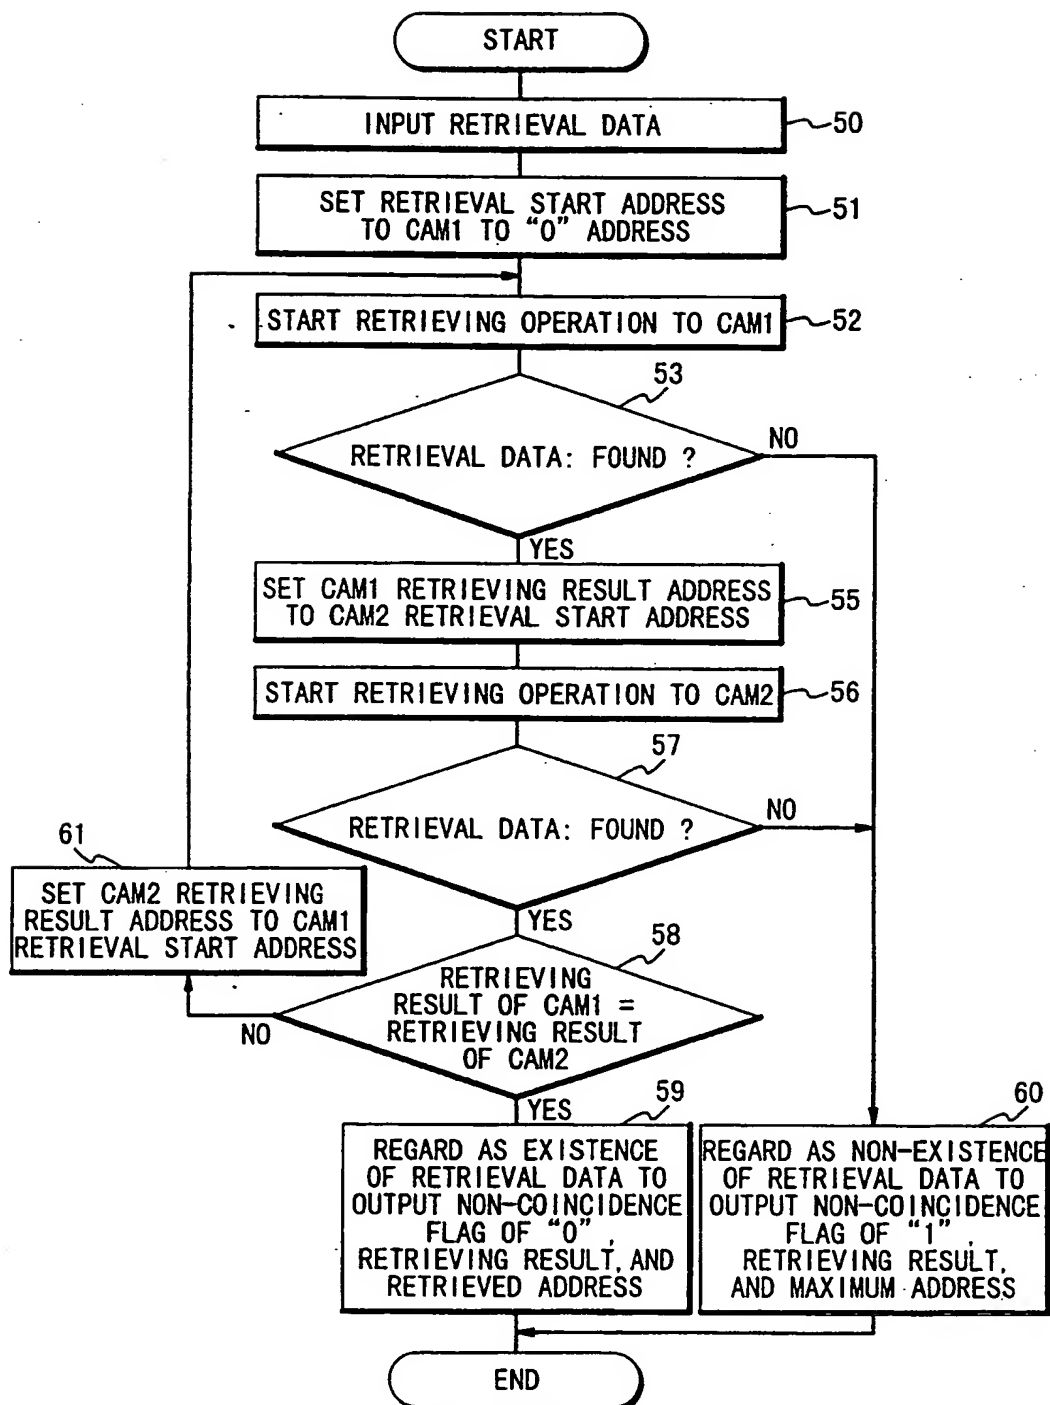 START
INPUT RETRIEVAL DATA
50
SET RETRIEVAL START ADDRESS
TO CAM1 TO “0” ADDRESS
51
START RETRIEVING OPERATION TO CAM1
52
53
RETRIEVAL DATA: FOUND ?
NO
YES
SET CAM1 RETRIEVING RESULT ADDRESS
TO CAM2 RETRIEVAL START ADDRESS
55
START RETRIEVING OPERATION TO CAM2
56
57
RETRIEVAL DATA: FOUND ?
NO
YES
61
SET CAM2 RETRIEVING
RESULT ADDRESS TO CAM1
RETRIEVAL START ADDRESS
58
RETRIEVING
RESULT OF CAM1 =
RETRIEVING RESULT
OF CAM2
NO
YES
59
REGARD AS EXISTENCE
OF RETRIEVAL DATA TO
OUTPUT NON-COINCIDENCE
FLAG OF “0”,
RETRIEVING RESULT, AND
RETRIEVED ADDRESS
60
REGARD AS NON-EXISTENCE
OF RETRIEVAL DATA TO
OUTPUT NON-COINCIDENCE
FLAG OF “1”,
RETRIEVING RESULT,
AND MAXIMUM ADDRESS
END